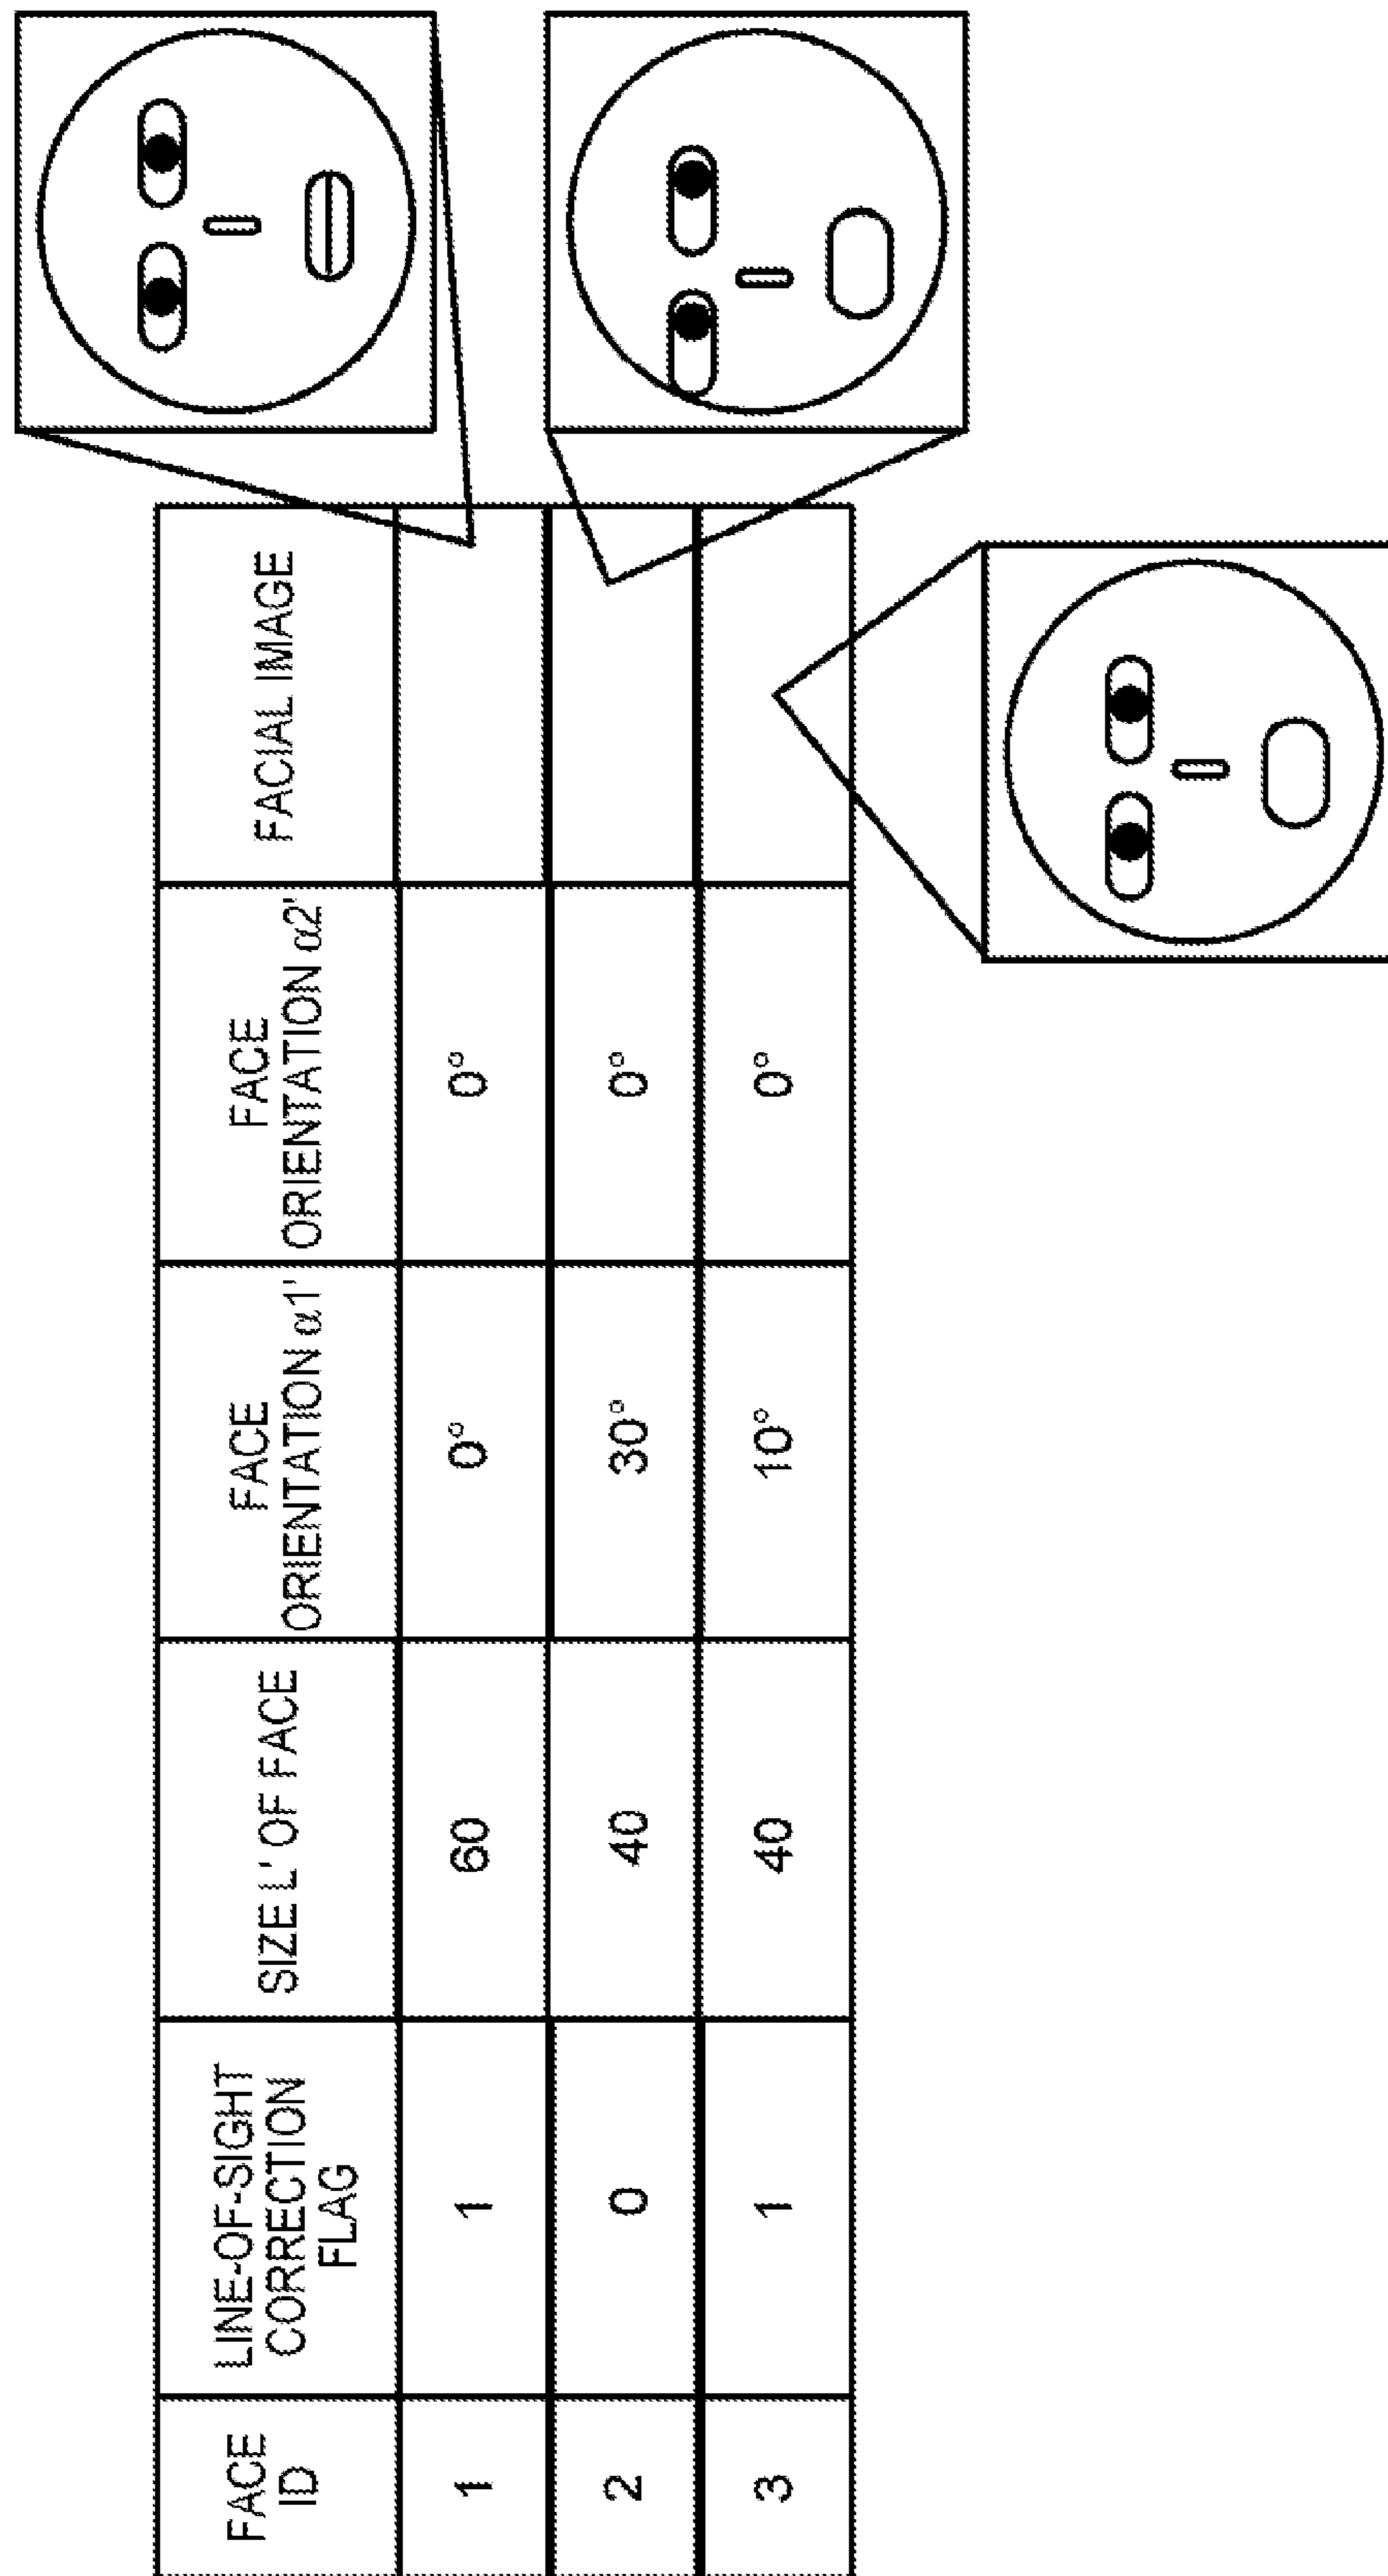 FACE
ID
LINE-OF-SIGHT
CORRECTION
FLAG
SIZE L' OF FACE
FACE
ORIENTATION α1'
FACE
ORIENTATION α2'
FACIAL IMAGE
1
1
60
0°
0°
2
0
40
30°
0°
3
1
40
10°
0°